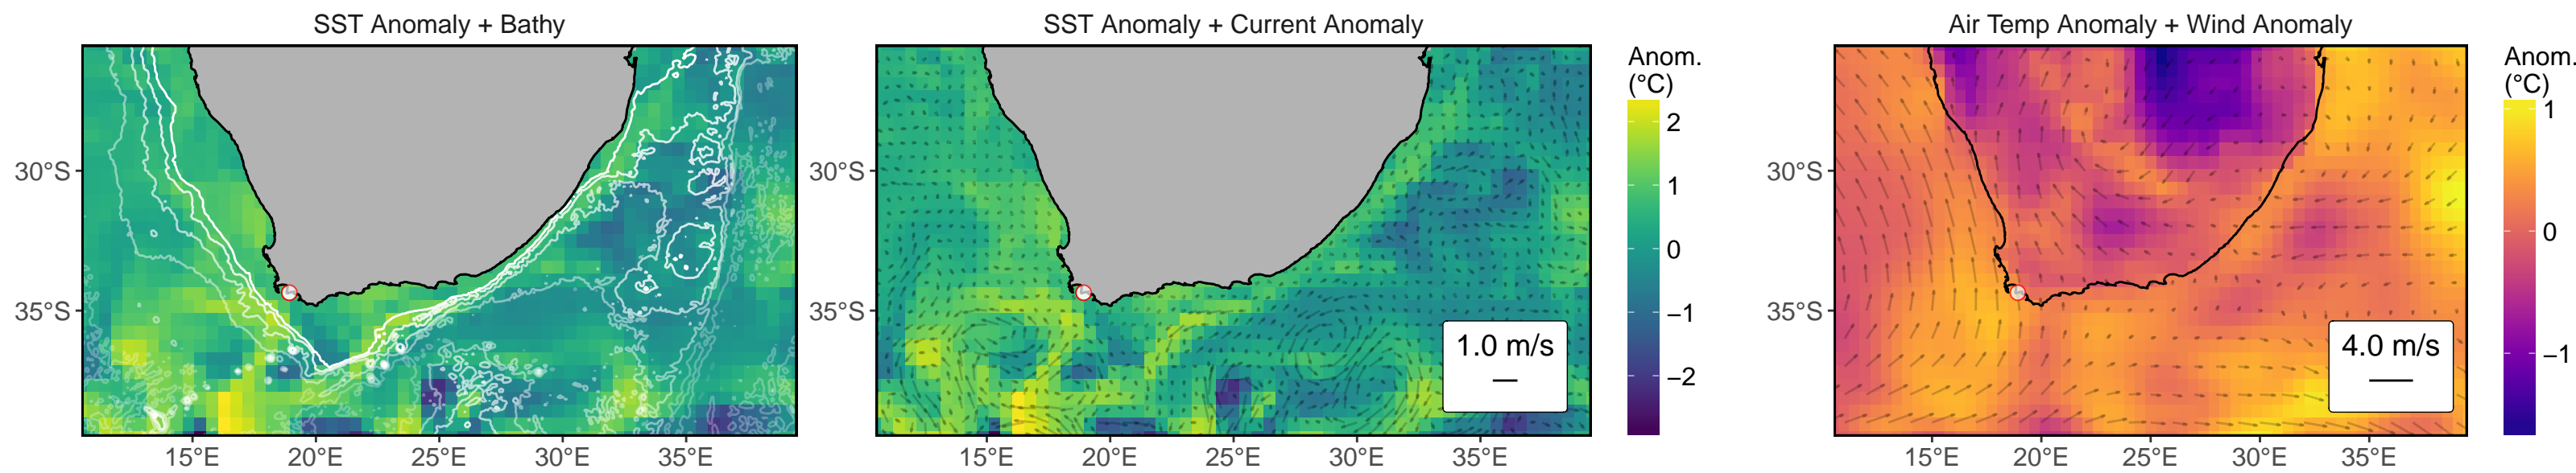 SST Anomaly + Bathy
30°S
35°S
15°E 20°E 25°E 30°E 35°E
SST Anomaly + Current Anomaly
30°S
35°S
1.0 m/s
15°E 20°E 25°E 30°E 35°E
Anom.
(°C)
2
1
0
−1
−2
Air Temp Anomaly + Wind Anomaly
30°S
35°S
4.0 m/s
15°E 20°E 25°E 30°E 35°E
Anom.
(°C)
1
0
−1